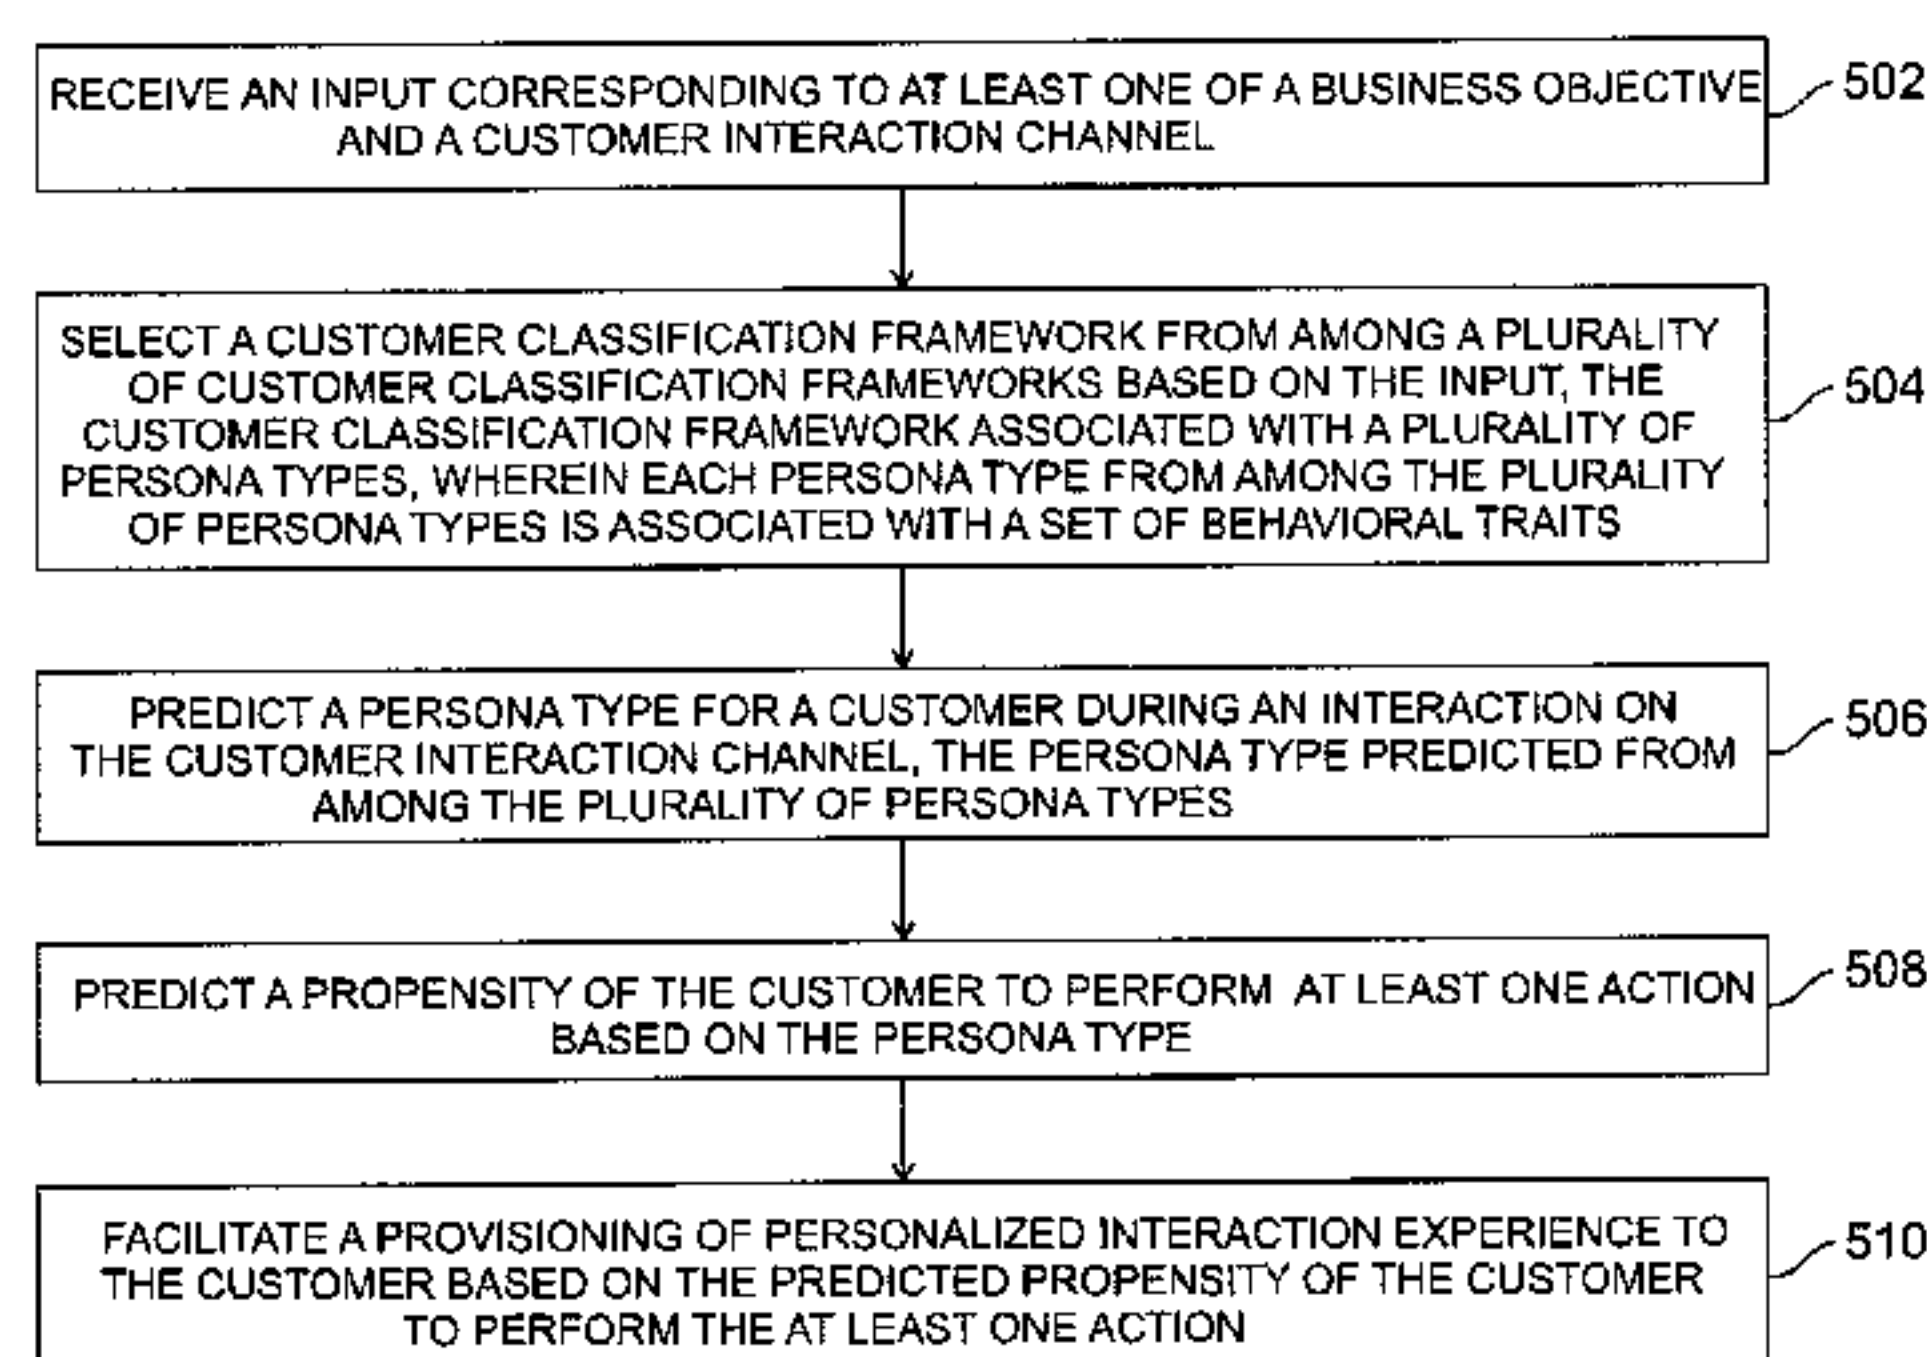 RECEIVE AN INPUT CORRESPONDING TO AT LEAST ONE OF A BUSINESS OBJECTIVE
AND A CUSTOMER INTERACTION CHANNEL
502
SELECT A CUSTOMER CLASSIFICATION FRAMEWORK FROM AMONG A PLURALITY
OF CUSTOMER CLASSIFICATION FRAMEWORKS BASED ON THE INPUT, THE
CUSTOMER CLASSIFICATION FRAMEWORK ASSOCIATED WITH A PLURALITY OF
PERSONA TYPES, WHEREIN EACH PERSONA TYPE FROM AMONG THE PLURALITY
OF PERSONA TYPES IS ASSOCIATED WITH A SET OF BEHAVIORAL TRAITS
504
PREDICT A PERSONA TYPE FOR A CUSTOMER DURING AN INTERACTION ON
THE CUSTOMER INTERACTION CHANNEL, THE PERSONA TYPE PREDICTED FROM
AMONG THE PLURALITY OF PERSONA TYPES
506
PREDICT A PROPENSITY OF THE CUSTOMER TO PERFORM AT LEAST ONE ACTION
BASED ON THE PERSONA TYPE
508
FACILITATE A PROVISIONING OF PERSONALIZED INTERACTION EXPERIENCE TO
THE CUSTOMER BASED ON THE PREDICTED PROPENSITY OF THE CUSTOMER
TO PERFORM THE AT LEAST ONE ACTION
510